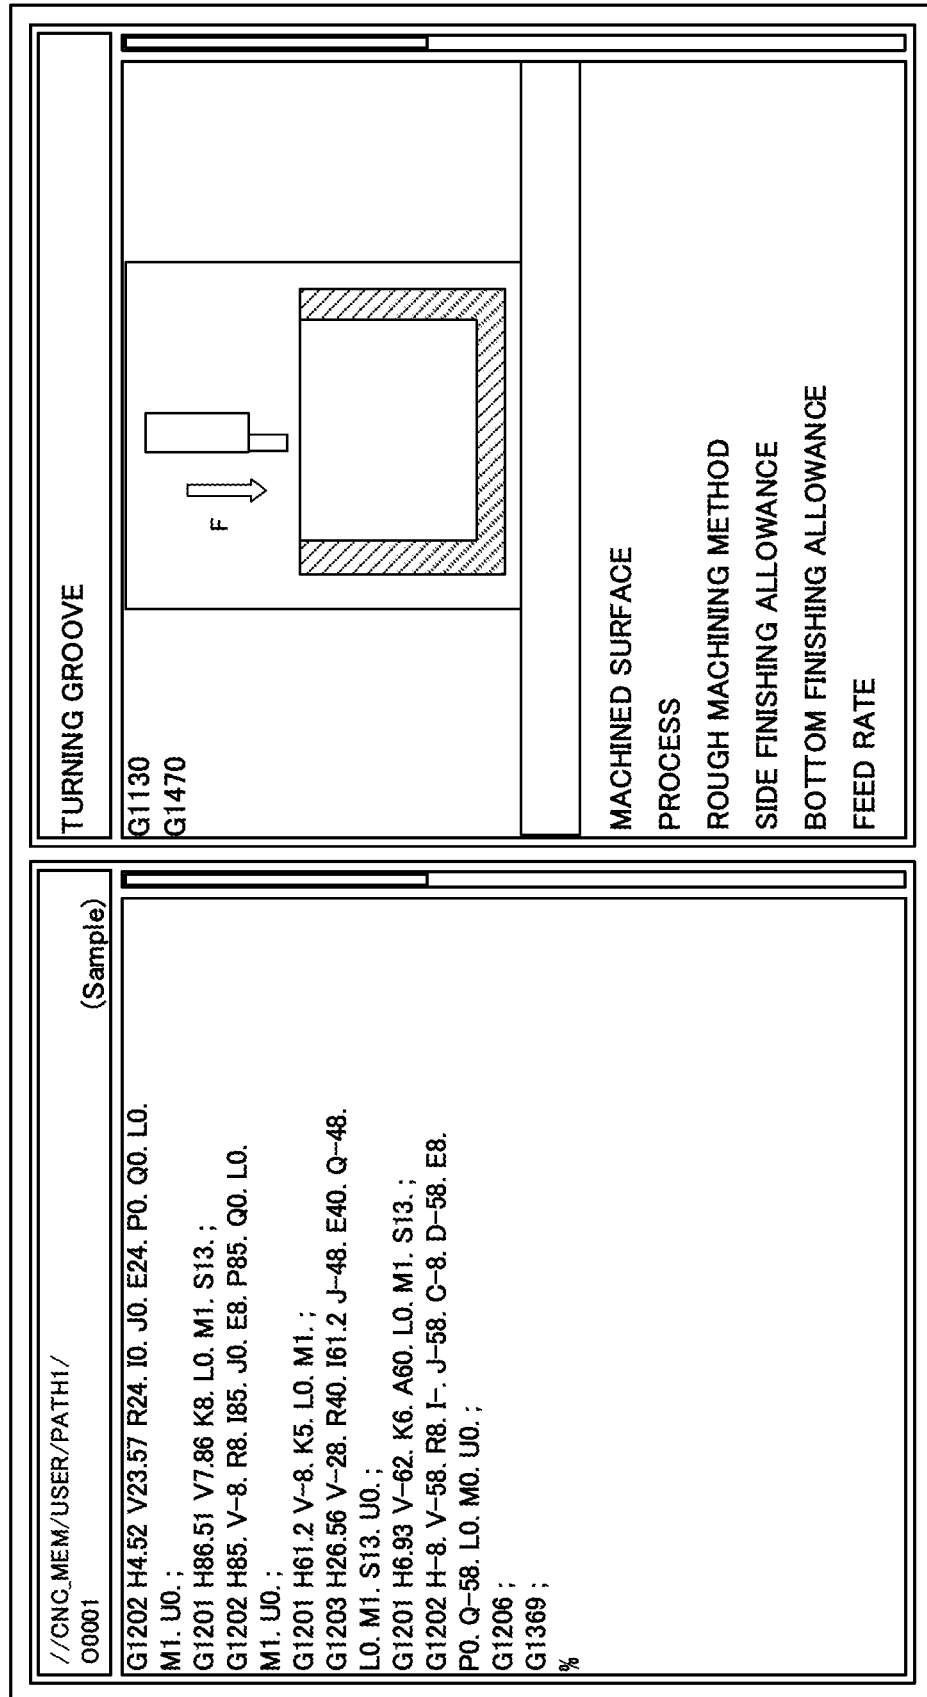 //CNC_MEM/USER/PATH1/
O0001 (Sample)
G1202 H4.52 V23.57 R24. I0. J0. E24. P0. Q0. L0.
M1. U0. ;
G1201 H86.51 V7.86 K8. L0. M1. S13. ;
G1202 H85. V-8. R8. I85. J0. E8. P85. Q0. L0.
M1. U0. ;
G1201 H61.2 V-8. K5. L0. M1. ;
G1203 H26.56 V-28. R40. I61.2 J-48. E40. Q-48.
L0. M1. S13. U0. ;
G1201 H6.93 V-62. K6. A60. L0. M1. S13. ;
G1202 H-8. V-58. R8. I-. J-58. C-8. D-58. E8.
P0. Q-58. L0. M0. U0. ;
G1206 ;
G1369 ;
%
TURNING GROOVE
G1130
G1470
F
MACHINED SURFACE
PROCESS
ROUGH MACHINING METHOD
SIDE FINISHING ALLOWANCE
BOTTOM FINISHING ALLOWANCE
FEED RATE